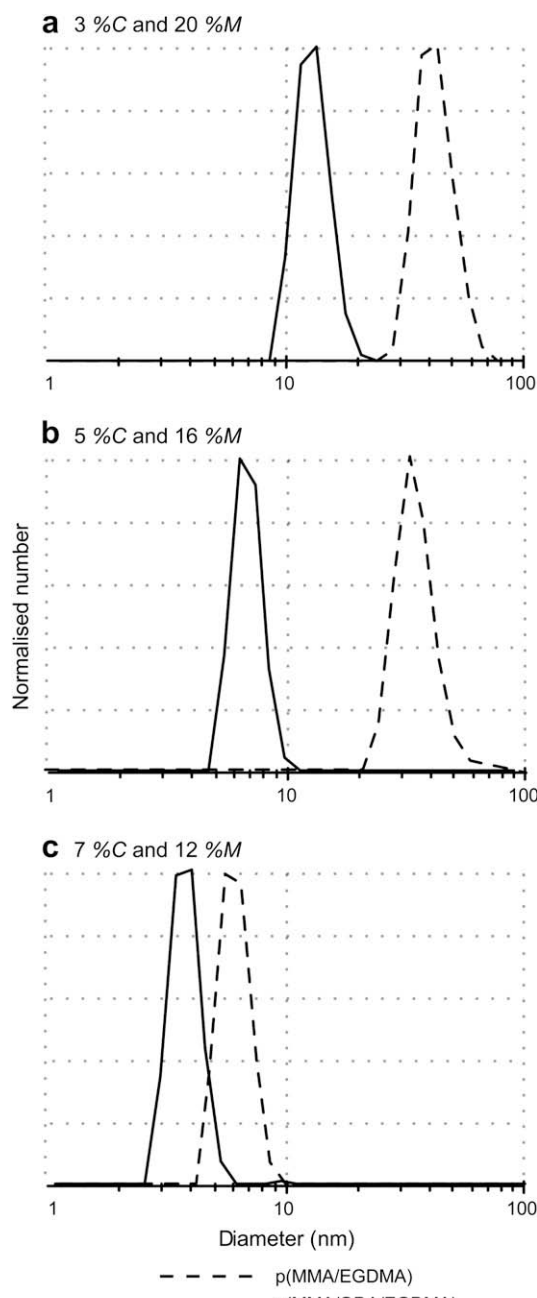 a 3 %C and 20 %M
1 10 100
b 5 %C and 16 %M
Normalised number
1 10 100
c 7 %C and 12 %M
1 10 100
Diameter (nm)
p(MMA/EGDMA)